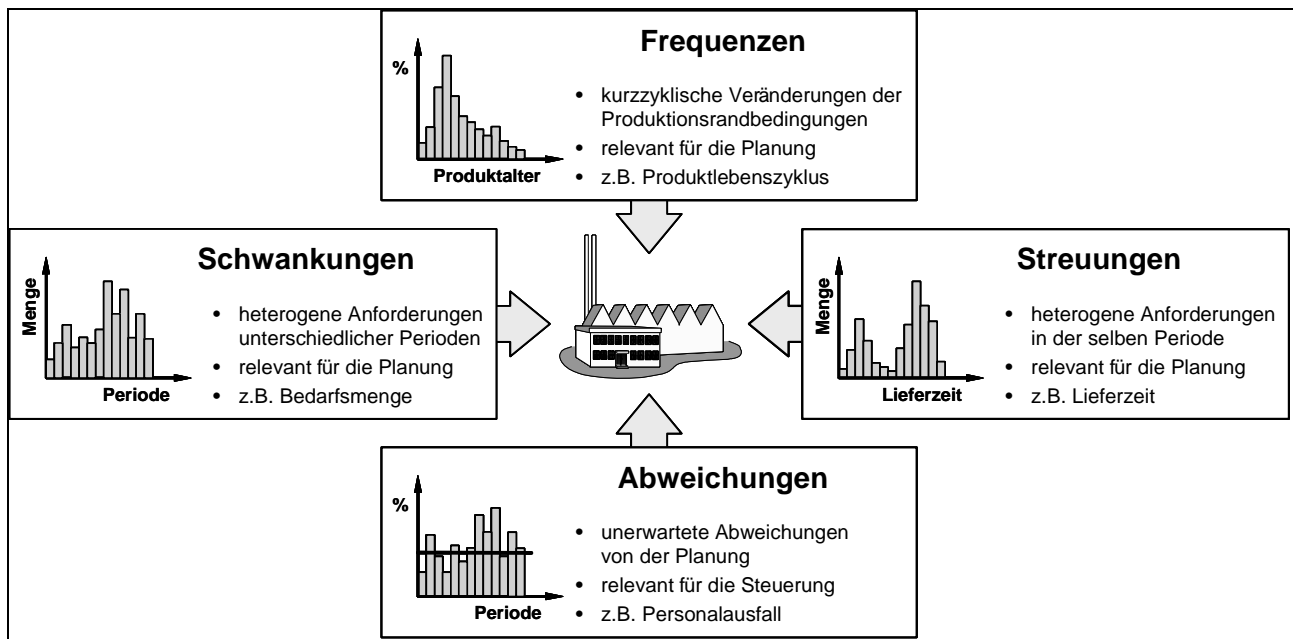 Frequenzen
%
Produktalter
• kurzzyklische Veränderungen der
Produktionsrandbedingungen
• relevant für die Planung
• z.B. Produktlebenszyklus
Schwankungen
Menge
Periode
• heterogene Anforderungen
unterschiedlicher Perioden
• relevant für die Planung
• z.B. Bedarfsmenge
Streuungen
Menge
Lieferzeit
• heterogene Anforderungen
in der selben Periode
• relevant für die Planung
• z.B. Lieferzeit
Abweichungen
%
Periode
• unerwartete Abweichungen
von der Planung
• relevant für die Steuerung
• z.B. Personalausfall